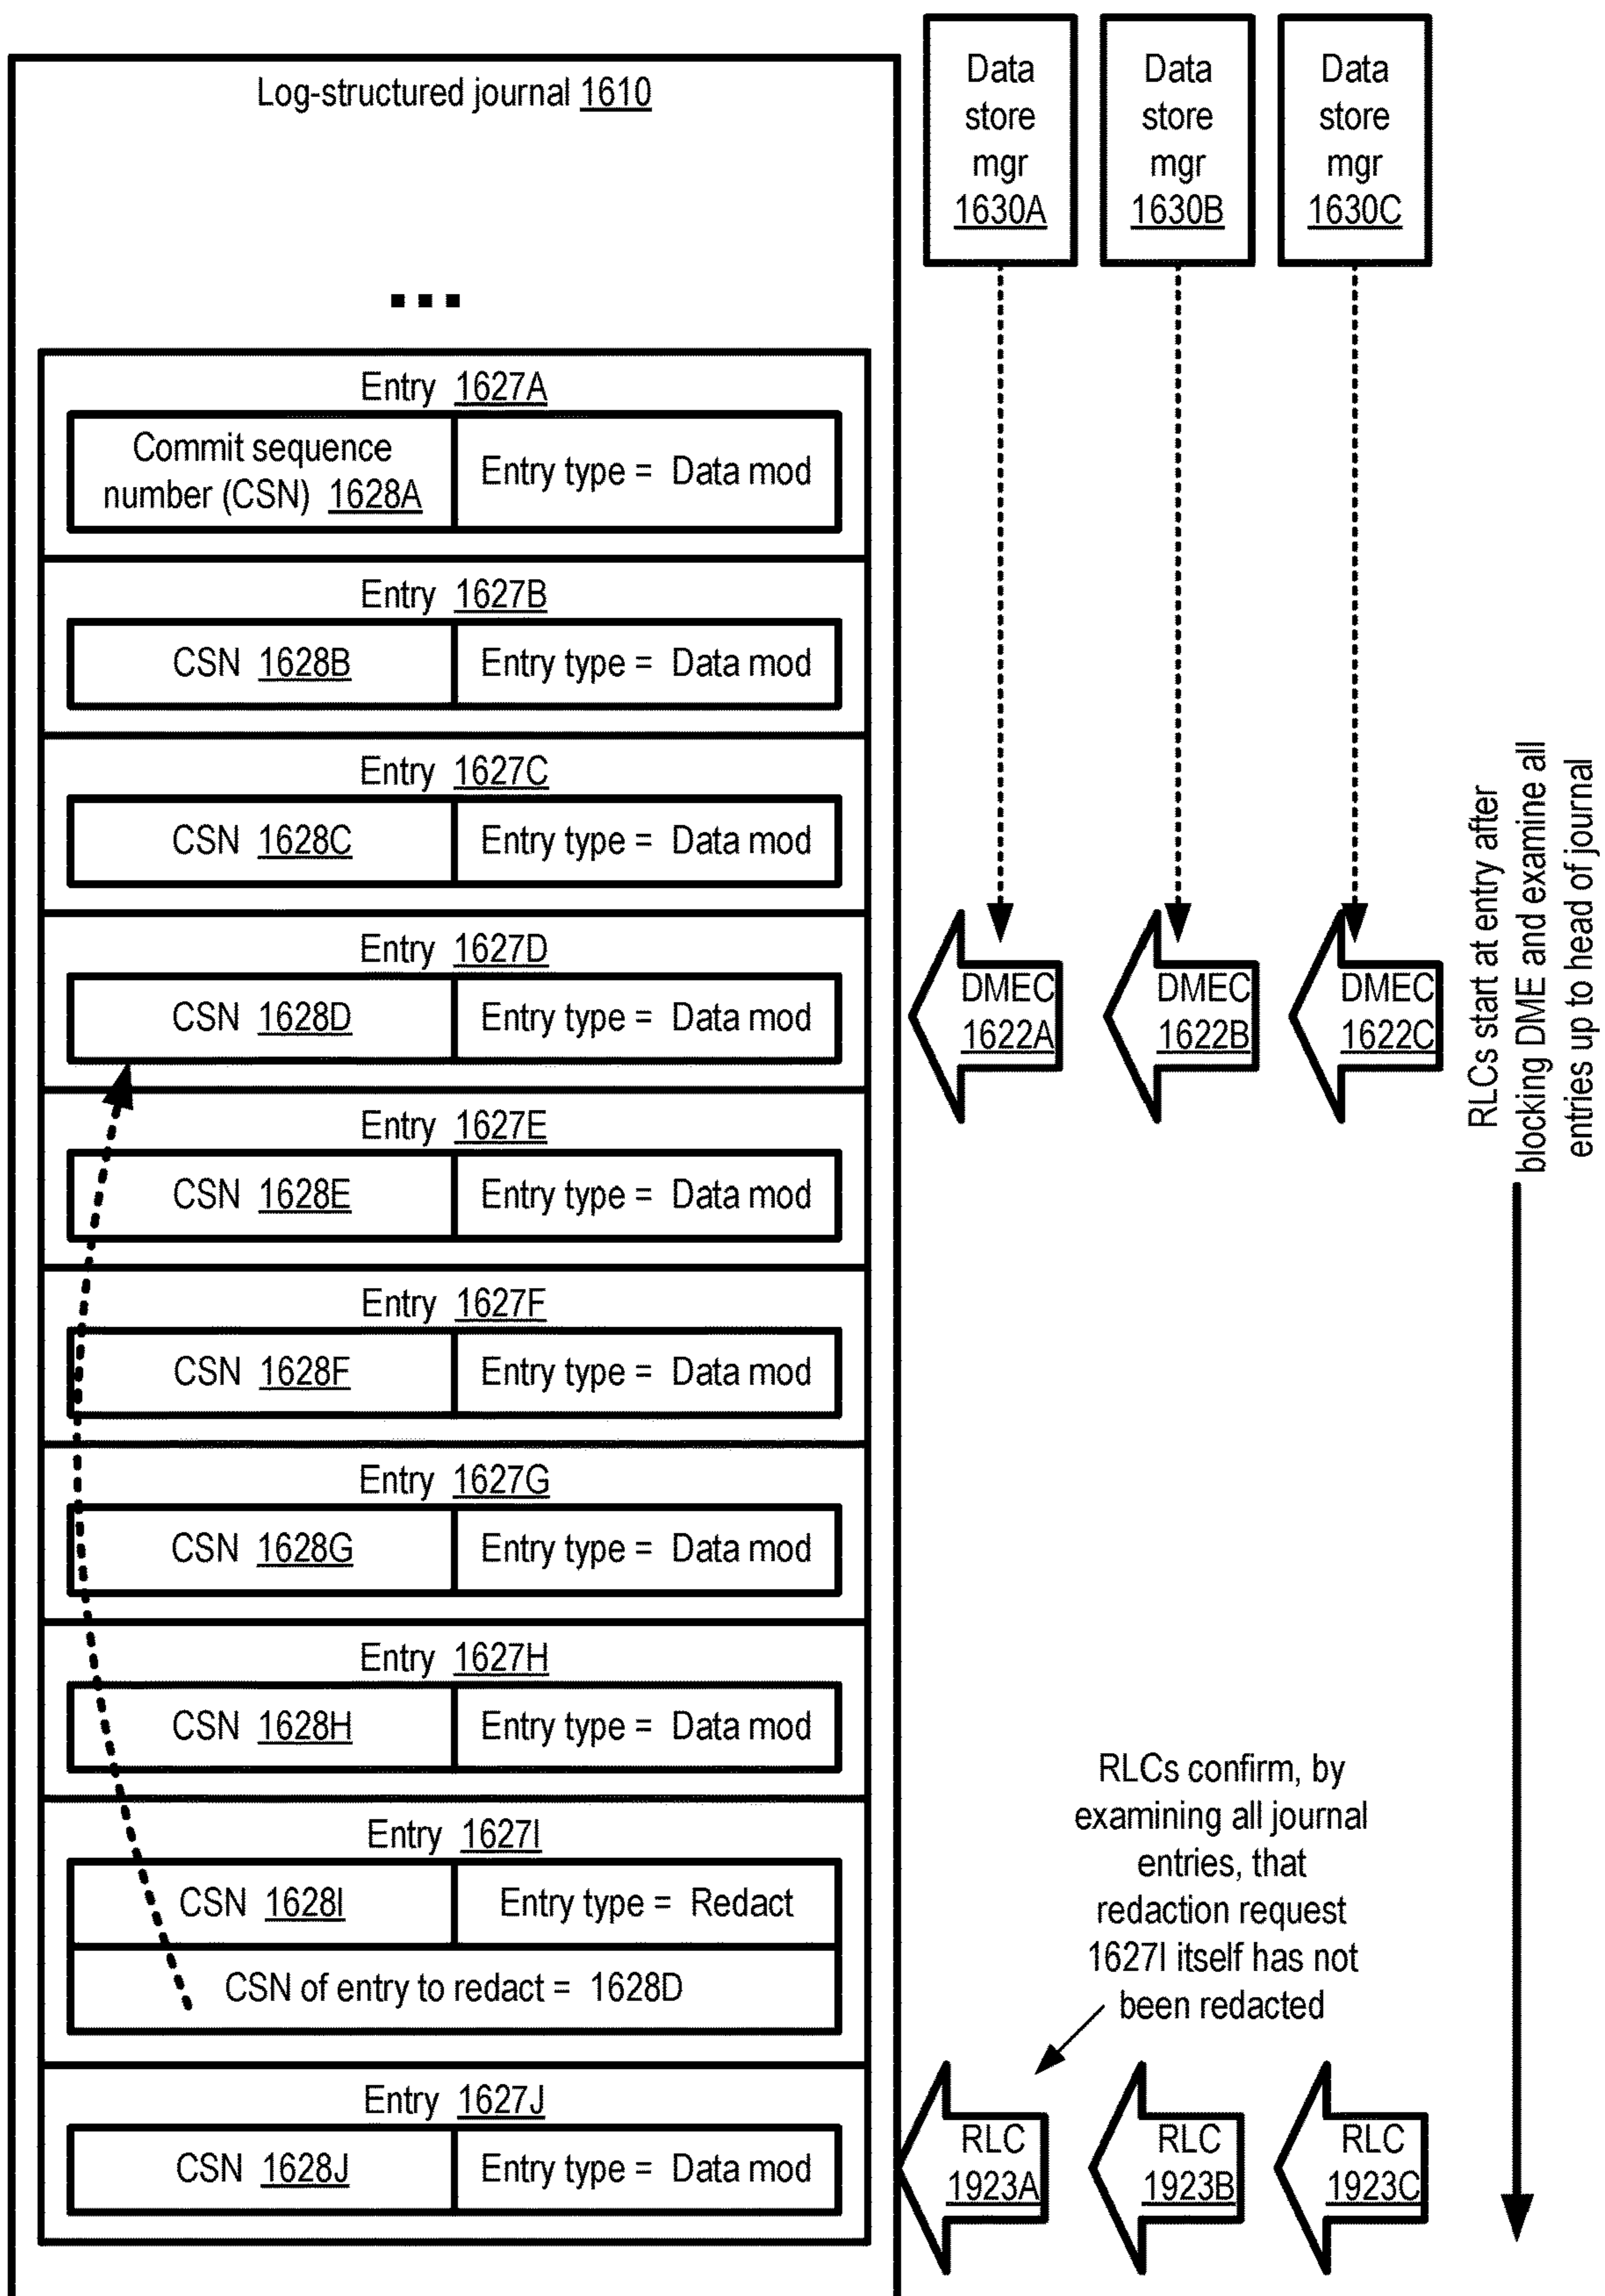 Log-structured journal 1610
...
Data
store
mgr
1630A
Data
store
mgr
1630B
Data
store
mgr
1630C
Entry 1627A
Commit sequence
number (CSN) 1628A
Entry type = Data mod
Entry 1627B
CSN 1628B
Entry type = Data mod
Entry 1627C
CSN 1628C
Entry type = Data mod
Entry 1627D
CSN 1628D
Entry type = Data mod
DMEC
1622A
DMEC
1622B
DMEC
1622C
RLCs start at entry after
blocking DME and examine all
entries up to head of journal
Entry 1627E
CSN 1628E
Entry type = Data mod
Entry 1627F
CSN 1628F
Entry type = Data mod
Entry 1627G
CSN 1628G
Entry type = Data mod
Entry 1627H
CSN 1628H
Entry type = Data mod
Entry 1627I
CSN 1628I
Entry type = Redact
CSN of entry to redact = 1628D
RLCs confirm, by
examining all journal
entries, that
redaction request
1627I itself has not
been redacted
Entry 1627J
CSN 1628J
Entry type = Data mod
RLC
1923A
RLC
1923B
RLC
1923C